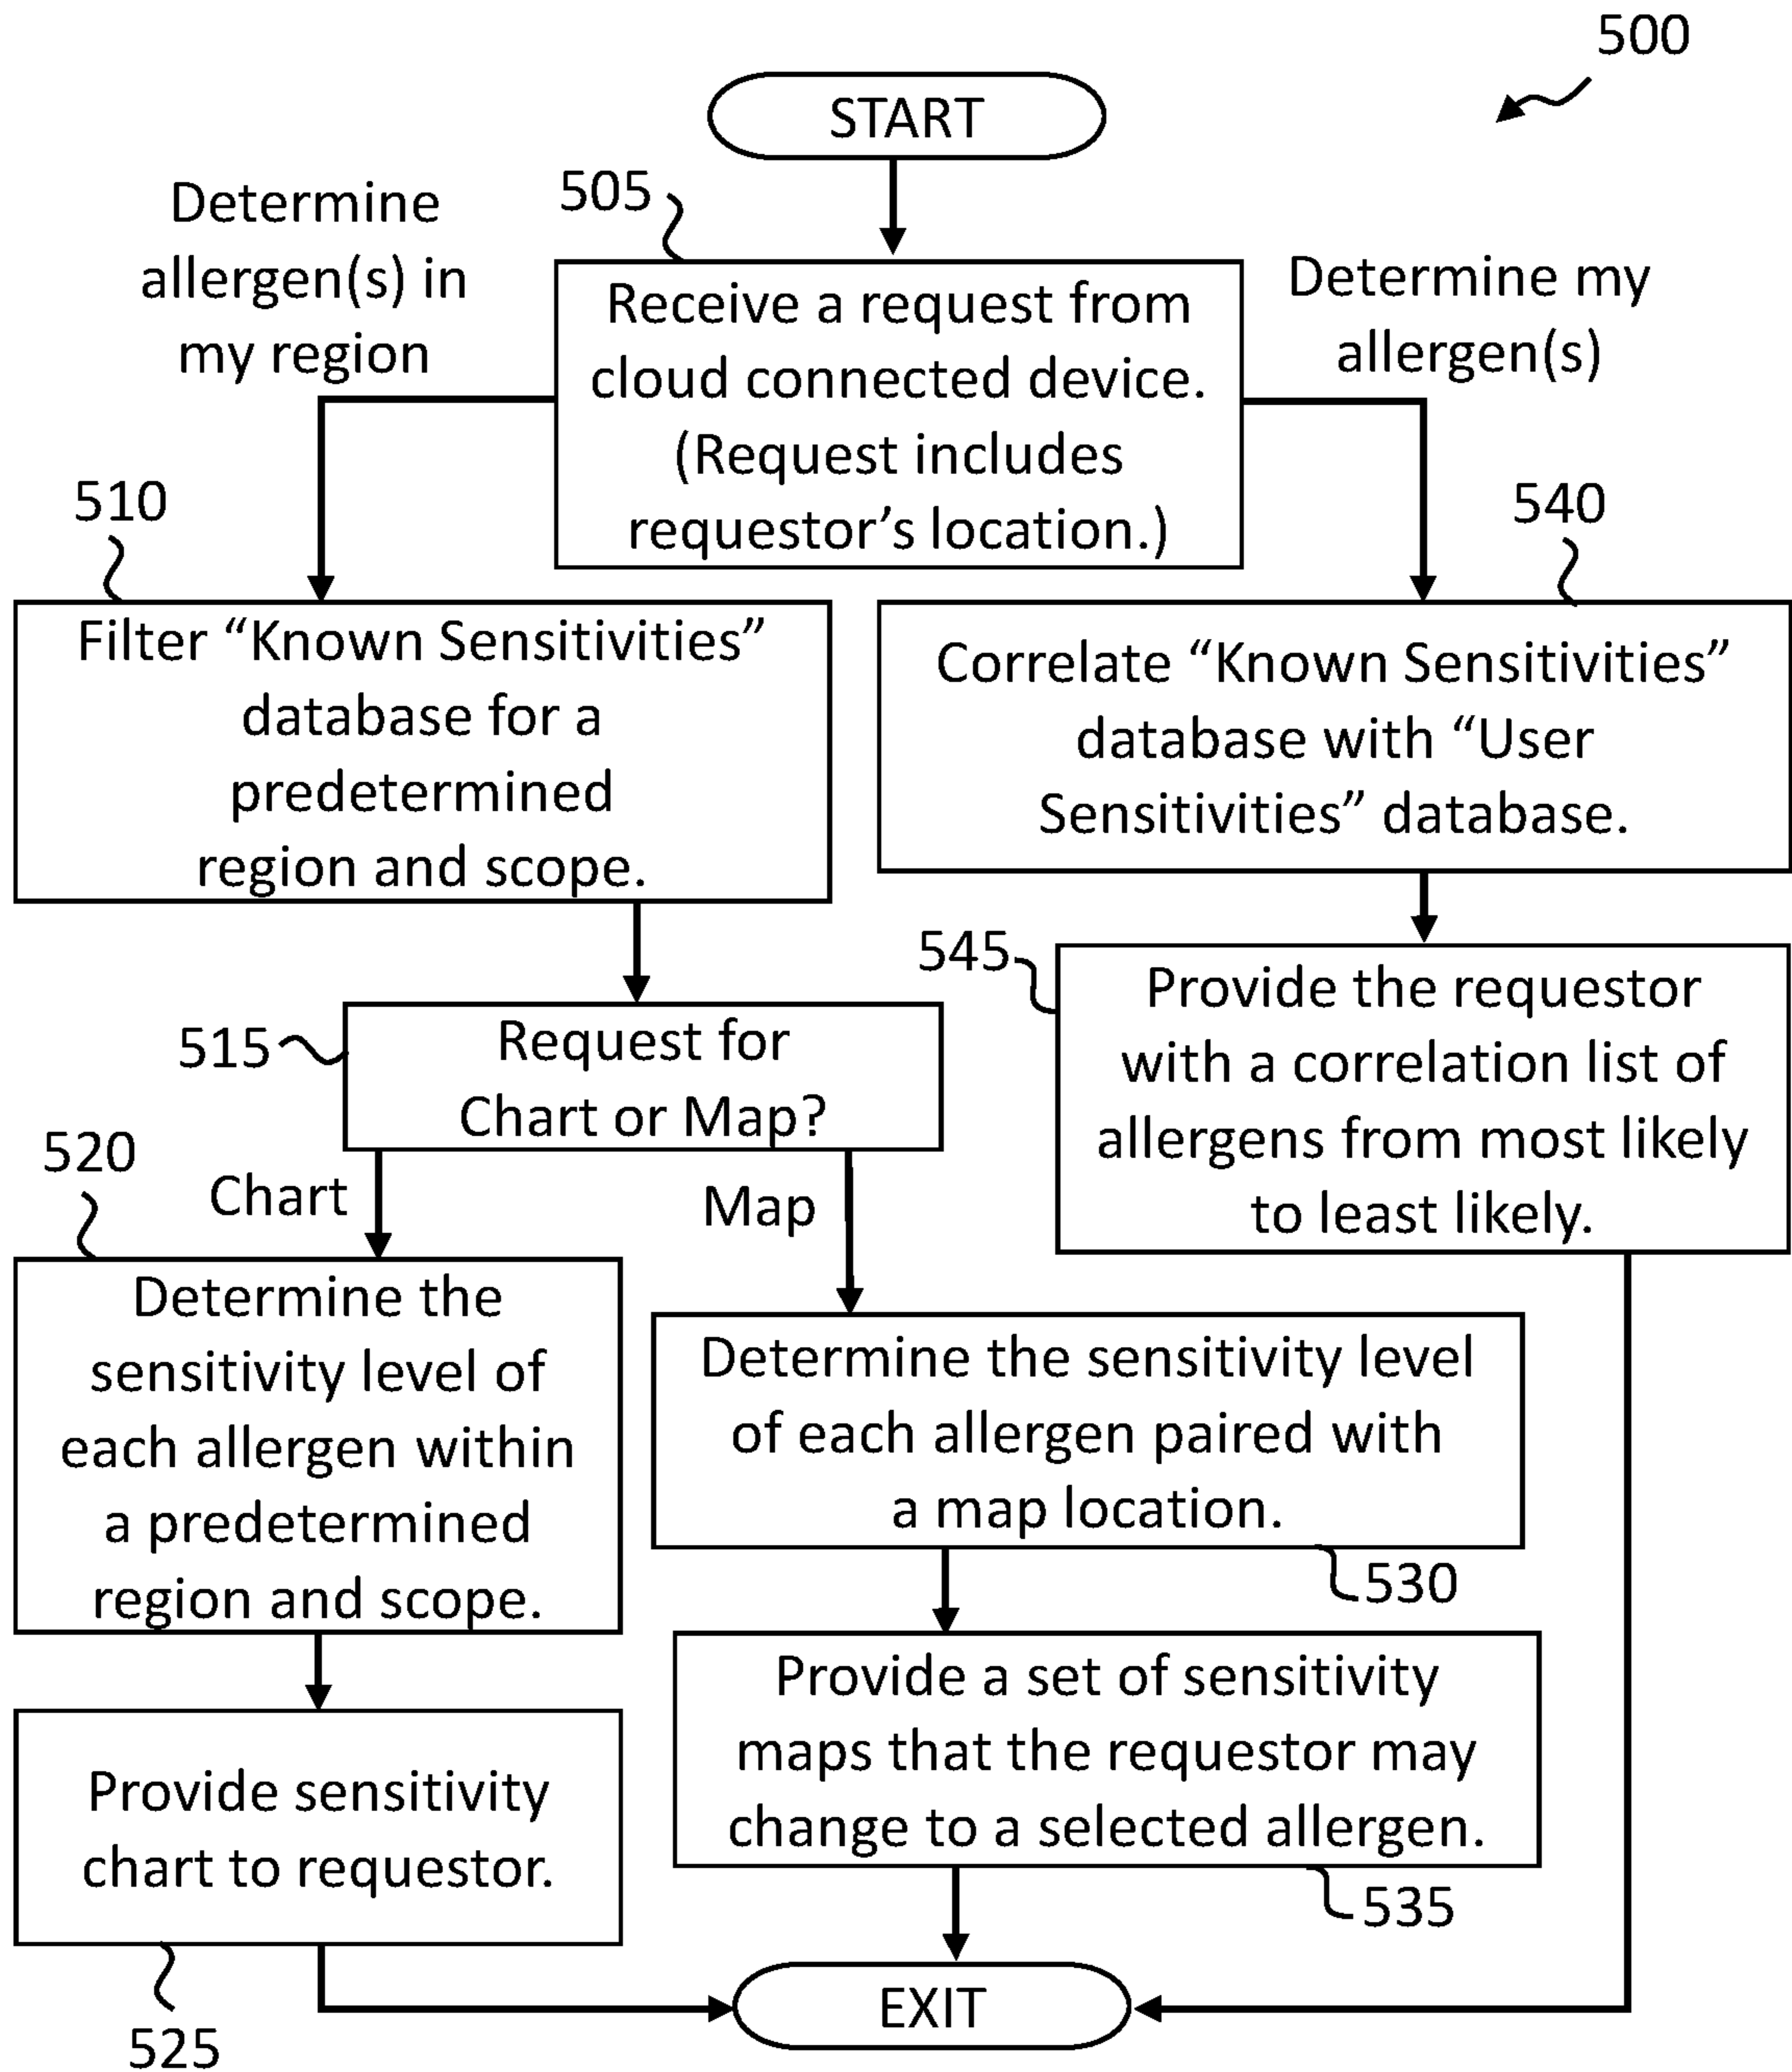 500
START
505
Determine
allergen(s) in
my region
Receive a request from
cloud connected device.
(Request includes
requestor’s location.)
Determine my
allergen(s)
510
Filter “Known Sensitivities”
database for a
predetermined
region and scope.
540
Correlate “Known Sensitivities”
database with “User
Sensitivities” database.
545
Provide the requestor
with a correlation list of
allergens from most likely
to least likely.
515
Request for
Chart or Map?
520
Chart
Map
Determine the
sensitivity level of
each allergen within
a predetermined
region and scope.
Determine the sensitivity level
of each allergen paired with
a map location.
530
Provide sensitivity
chart to requestor.
525
Provide a set of sensitivity
maps that the requestor may
change to a selected allergen.
535
EXIT